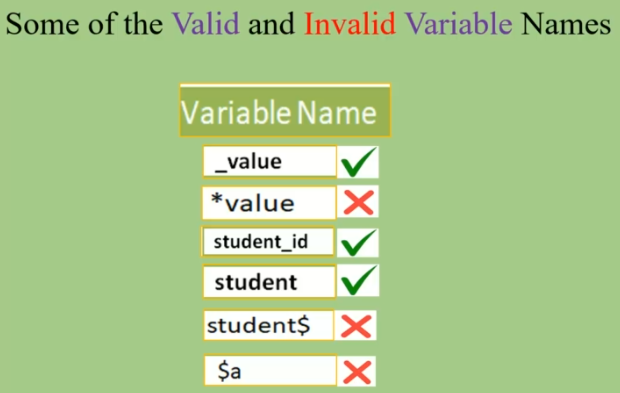 Some of the Valid and Invalid Variable Names
Variable Name
_value
*value
student_id
student
student$
$a